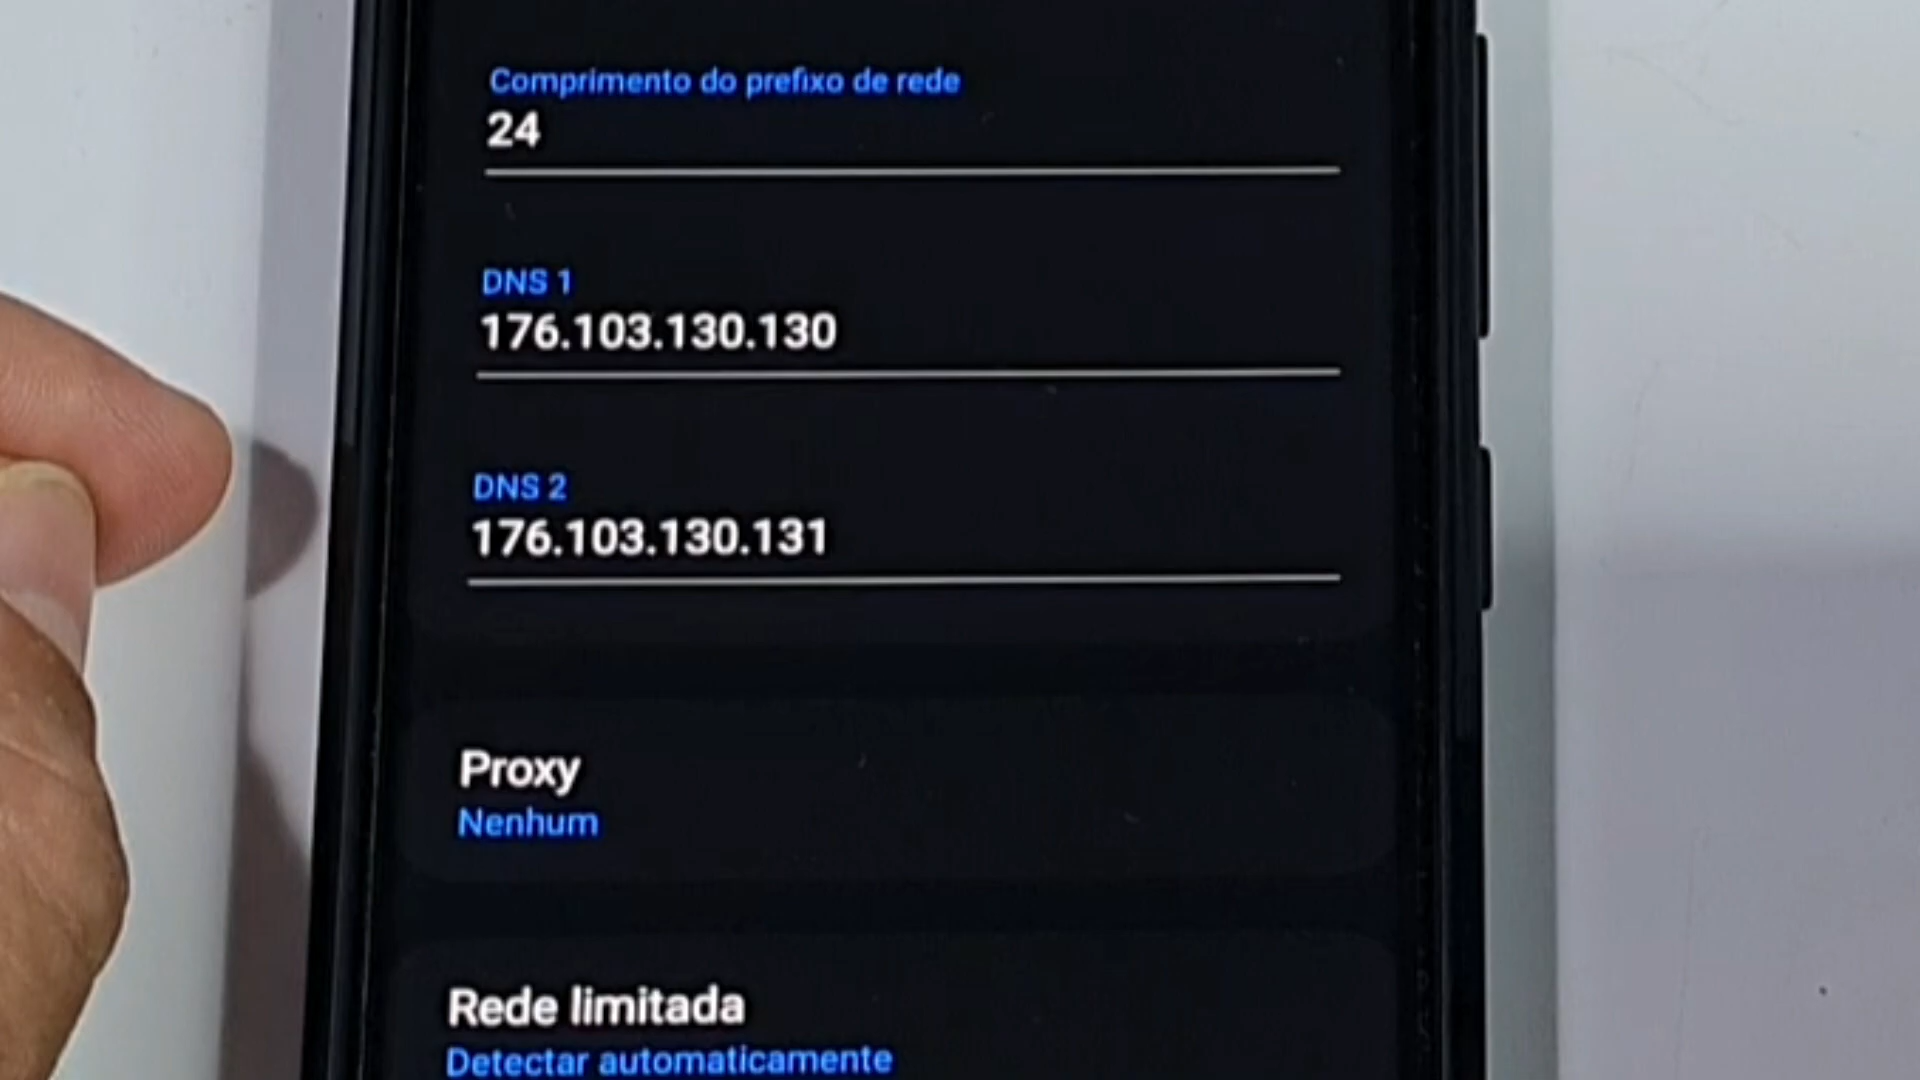 Comprimento do prefixo de rede
24
DNS 1
176.103.130.130
DNS 2
176.103.130.131
Proxy
Nenhum
Rede limitada
Detectar automaticamente